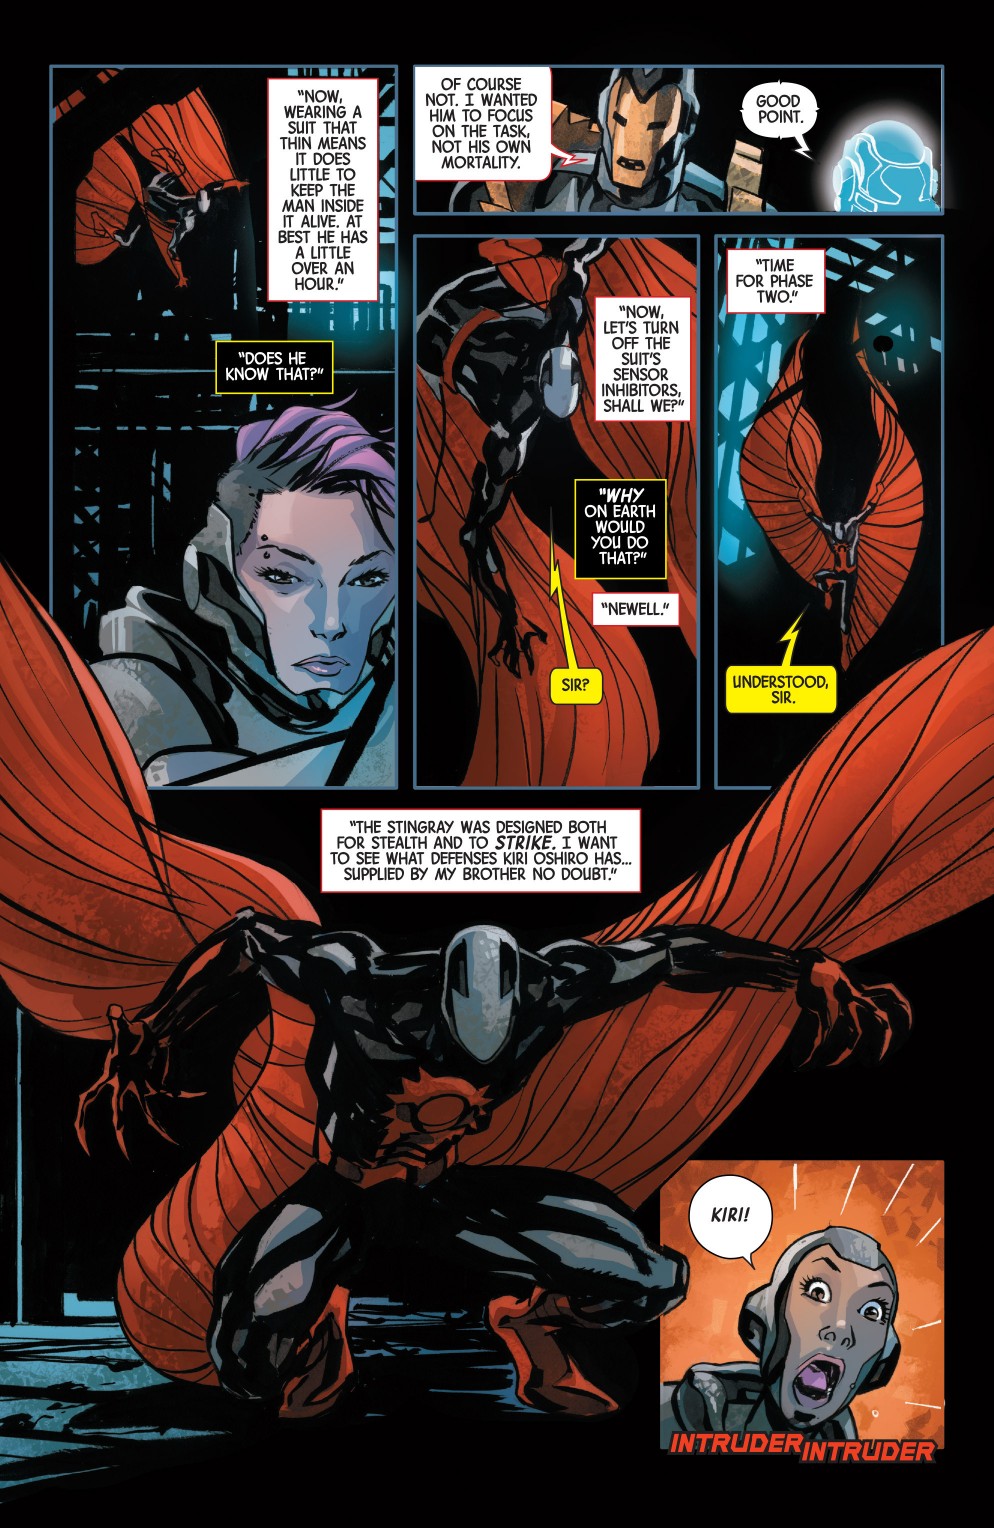 "NOW,
WEARING A
SUIT THAT
THIN MEANS
IT DOES
LITTLE TO
KEEP THE
MAN INSIDE
IT ALIVE. AT
BEST HE HAS
A LITTLE
OVER AN
HOUR."
"DOES HE
KNOW THAT?"
OF COURSE
NOT. I WANTED
HIM TO FOCUS
ON THE TASK,
NOT HIS OWN
MORTALITY.
GOOD
POINT.
"NOW,
LET'S TURN
OFF THE
SUIT'S
SENSOR
INHIBITORS,
SHALL WE?"
"WHY
ON EARTH
WOULD
YOU DO
THAT?"
"NEWELL."
SIR?
"TIME
FOR PHASE
TWO."
UNDERSTOOD,
SIR.
"THE STINGRAY WAS DESIGNED BOTH
FOR STEALTH AND TO STRIKE. I WANT
TO SEE WHAT DEFENSES KIRI OSHIRO HAS...
SUPPLIED BY MY BROTHER NO DOUBT."
KIRI!
INTRUDER INTRUDER